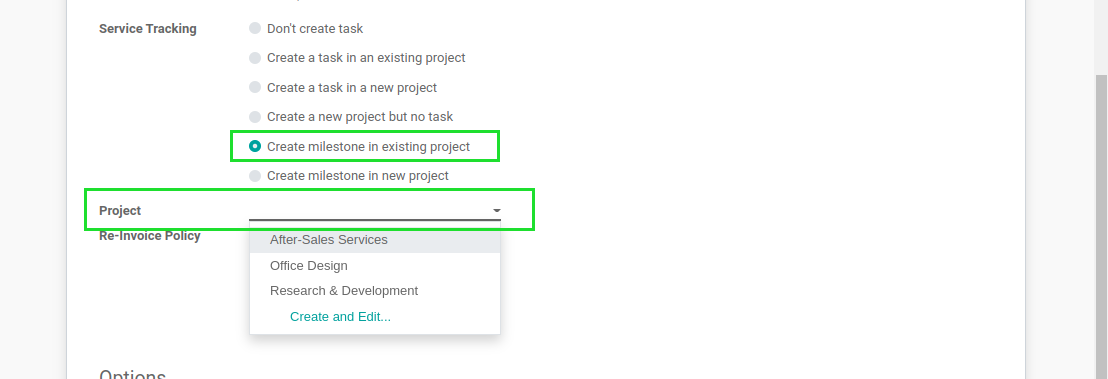 Service Tracking
Don't create task
Create a task in an existing project
Create a task in a new project
Create a new project but no task
Create milestone in existing project
Create milestone in new project
Project
Re-Invoice Policy
After-Sales Services
Office Design
Research & Development
Create and Edit...
Options